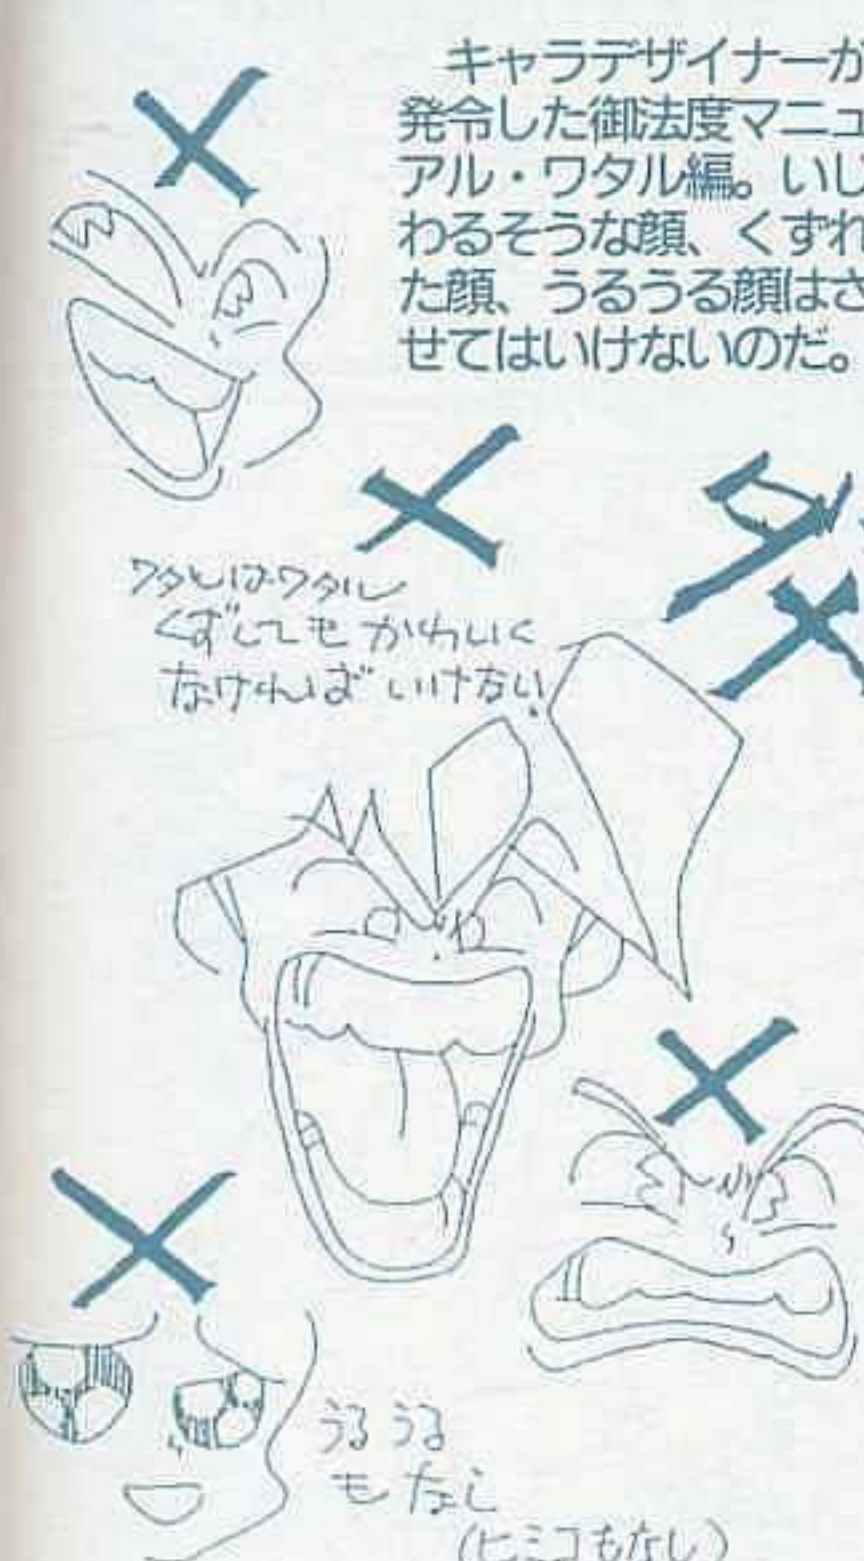 キャラデザイナーが
発令した御法度マニュ
アル・ワタル編。いじ
わるそうな顔、くずれ
た顔、うるうる顔はさ
せてはいけないのだ。
ダメ
ワタルはワタル
くずしても かわいく
なければ いけない。
うるうる
もなし
(ヒミコもなし)